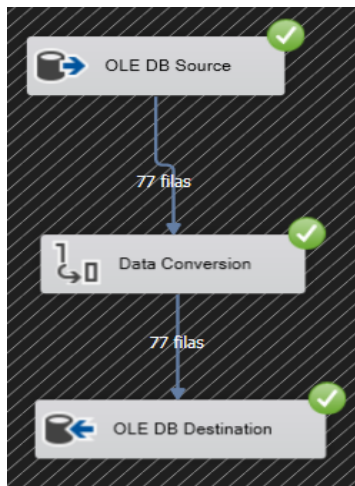 OLE DB Source
77 filas
Data Conversion
77 filas
OLE DB Destination